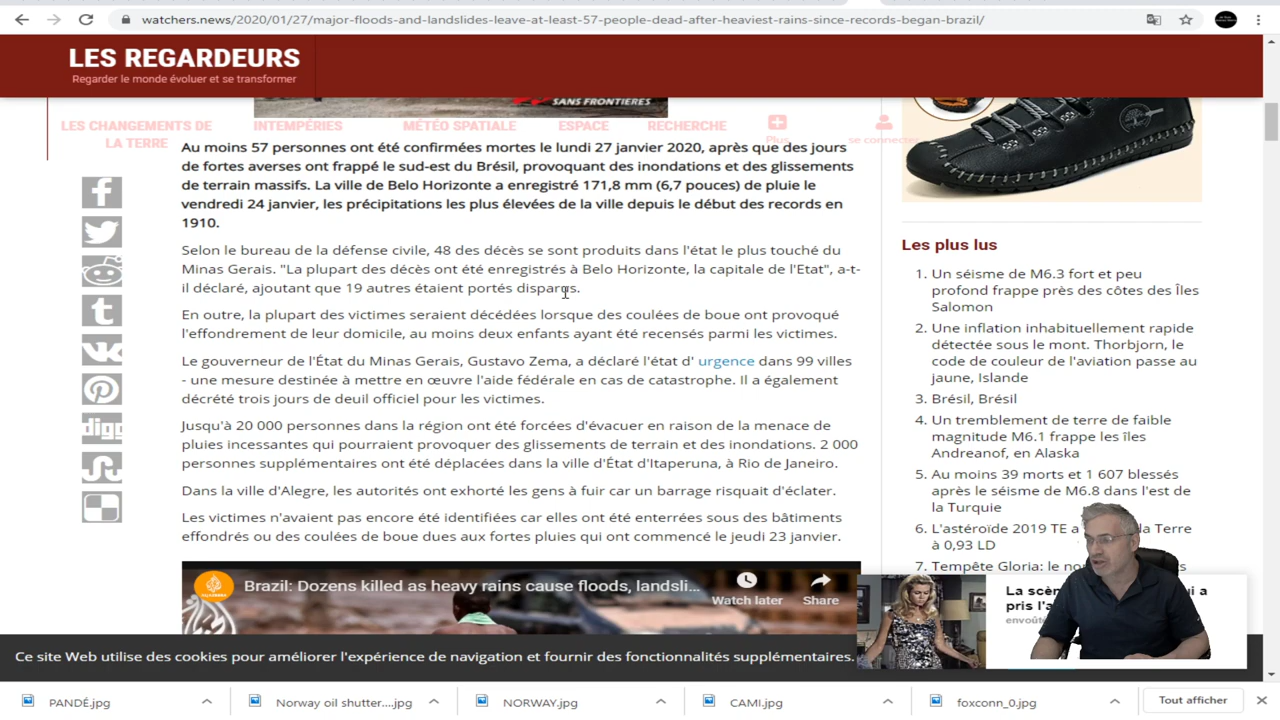 watchers.news/2020/01/27/major-floods-and-landslides-leave-at-least-57-people-dead-after-heaviest-rains-since-records-began-brazil/
LES REGARDEURS
Regarder le monde évoluer et se transformer
SANS FRONTIERES
LES CHANGEMENTS DE
LA TERRE
INTEMPÉRIES
MÉTÉO SPATIALE
ESPACE
RECHERCHE
Plus
se connecter
Au moins 57 personnes ont été confirmées mortes le lundi 27 janvier 2020, après que des jours
de fortes averses ont frappé le sud-est du Brésil, provoquant des inondations et des glissements
de terrain massifs. La ville de Belo Horizonte a enregistré 171,8 mm (6,7 pouces) de pluie le
vendredi 24 janvier, les précipitations les plus élevées de la ville depuis le début des records en
1910.
Selon le bureau de la défense civile, 48 des décès se sont produits dans l'état le plus touché du
Minas Gerais. "La plupart des décès ont été enregistrés à Belo Horizonte, la capitale de l'Etat", a-t-
il déclaré, ajoutant que 19 autres étaient portés disparus.
En outre, la plupart des victimes seraient décédées lorsque des coulées de boue ont provoqué
l'effondrement de leur domicile, au moins deux enfants ayant été recensés parmi les victimes.
Le gouverneur de l'État du Minas Gerais, Gustavo Zema, a déclaré l'état d' urgence dans 99 villes
- une mesure destinée à mettre en œuvre l'aide fédérale en cas de catastrophe. Il a également
décrété trois jours de deuil officiel pour les victimes.
Jusqu'à 20 000 personnes dans la région ont été forcées d'évacuer en raison de la menace de
pluies incessantes qui pourraient provoquer des glissements de terrain et des inondations. 2 000
personnes supplémentaires ont été déplacées dans la ville d'État d'Itaperuna, à Rio de Janeiro.
Dans la ville d'Alegre, les autorités ont exhorté les gens à fuir car un barrage risquait d'éclater.
Les victimes n'avaient pas encore été identifiées car elles ont été enterrées sous des bâtiments
effondrés ou des coulées de boue dues aux fortes pluies qui ont commencé le jeudi 23 janvier.
Brazil: Dozens killed as heavy rains cause floods, landsli...
Watch later
Share
digg
Les plus lus
1. Un séisme de M6.3 fort et peu
profond frappe près des côtes des Îles
Salomon
2. Une inflation inhabituellement rapide
détectée sous le mont. Thorbjorn, le
code de couleur de l'aviation passe au
jaune, Islande
3. Brésil, Brésil
4. Un tremblement de terre de faible
magnitude M6.1 frappe les îles
Andreanof, en Alaska
5. Au moins 39 morts et 1 607 blessés
après le séisme de M6.8 dans l'est de
la Turquie
6. L'astéroïde 2019 TE a la Terre
à 0,93 LD
7. Tempête Gloria: le
La scèn
pris l'a
Ce site Web utilise des cookies pour améliorer l'expérience de navigation et fournir des fonctionnalités supplémentaires.
PANDÉ.jpg
Norway oil shutter....jpg
NORWAY.jpg
CAMI.jpg
foxconn_0.jpg
Tout afficher